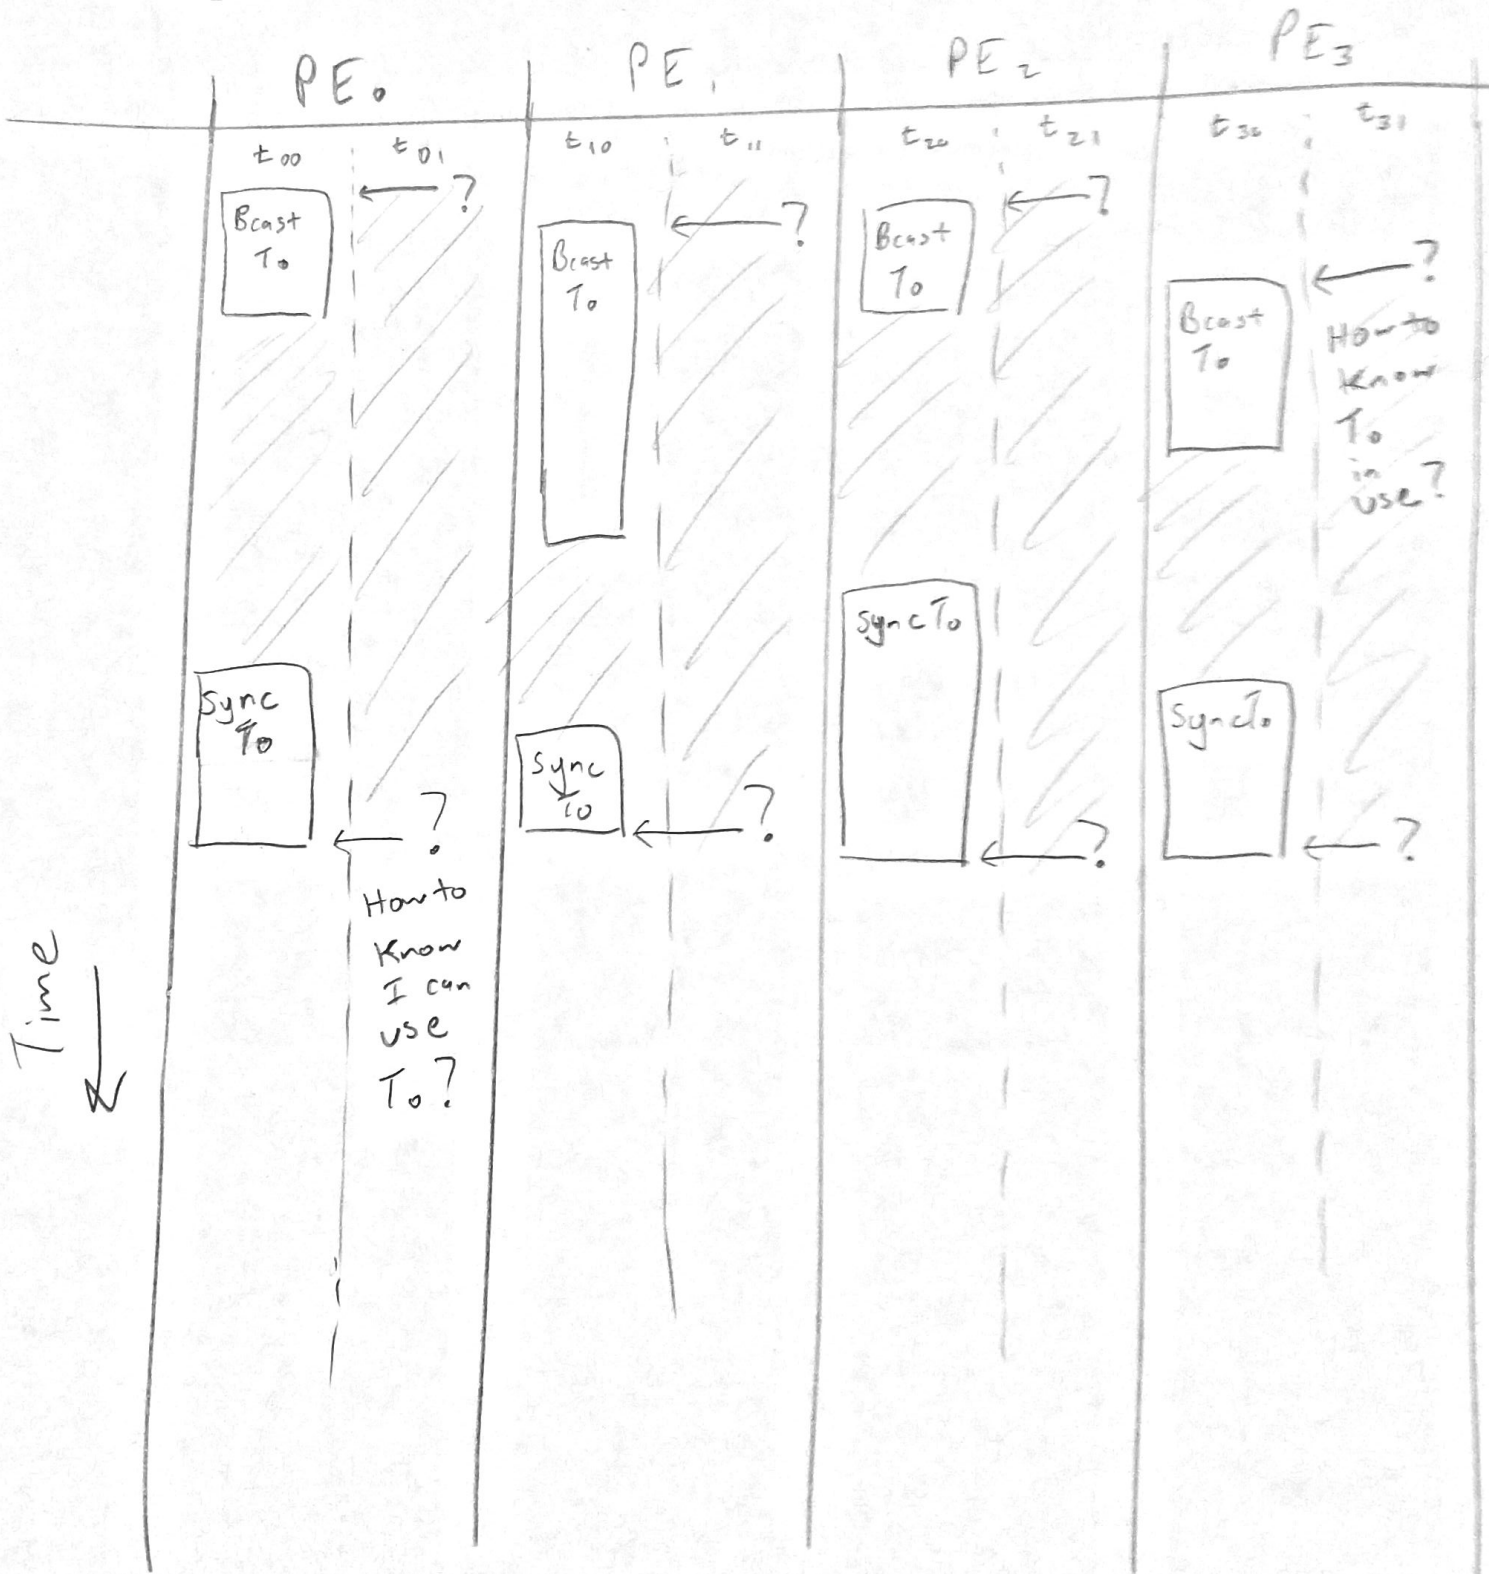 PE₀ PE₁ PE₂ PE₃
t₀₀ t₀₁ t₁₀ t₁₁ t₂₀ t₂₁ t₃₀ t₃₁
?
?
?
?
Bcast
T₀
Bcast
T₀
Bcast
T₀
Bcast
T₀
How to
Know
T₀
in
use?
Sync
T₀
Sync
T₀
Sync T₀
Sync T₀
?
?
?
?
How to
Know
I can
use
T₀?
Time